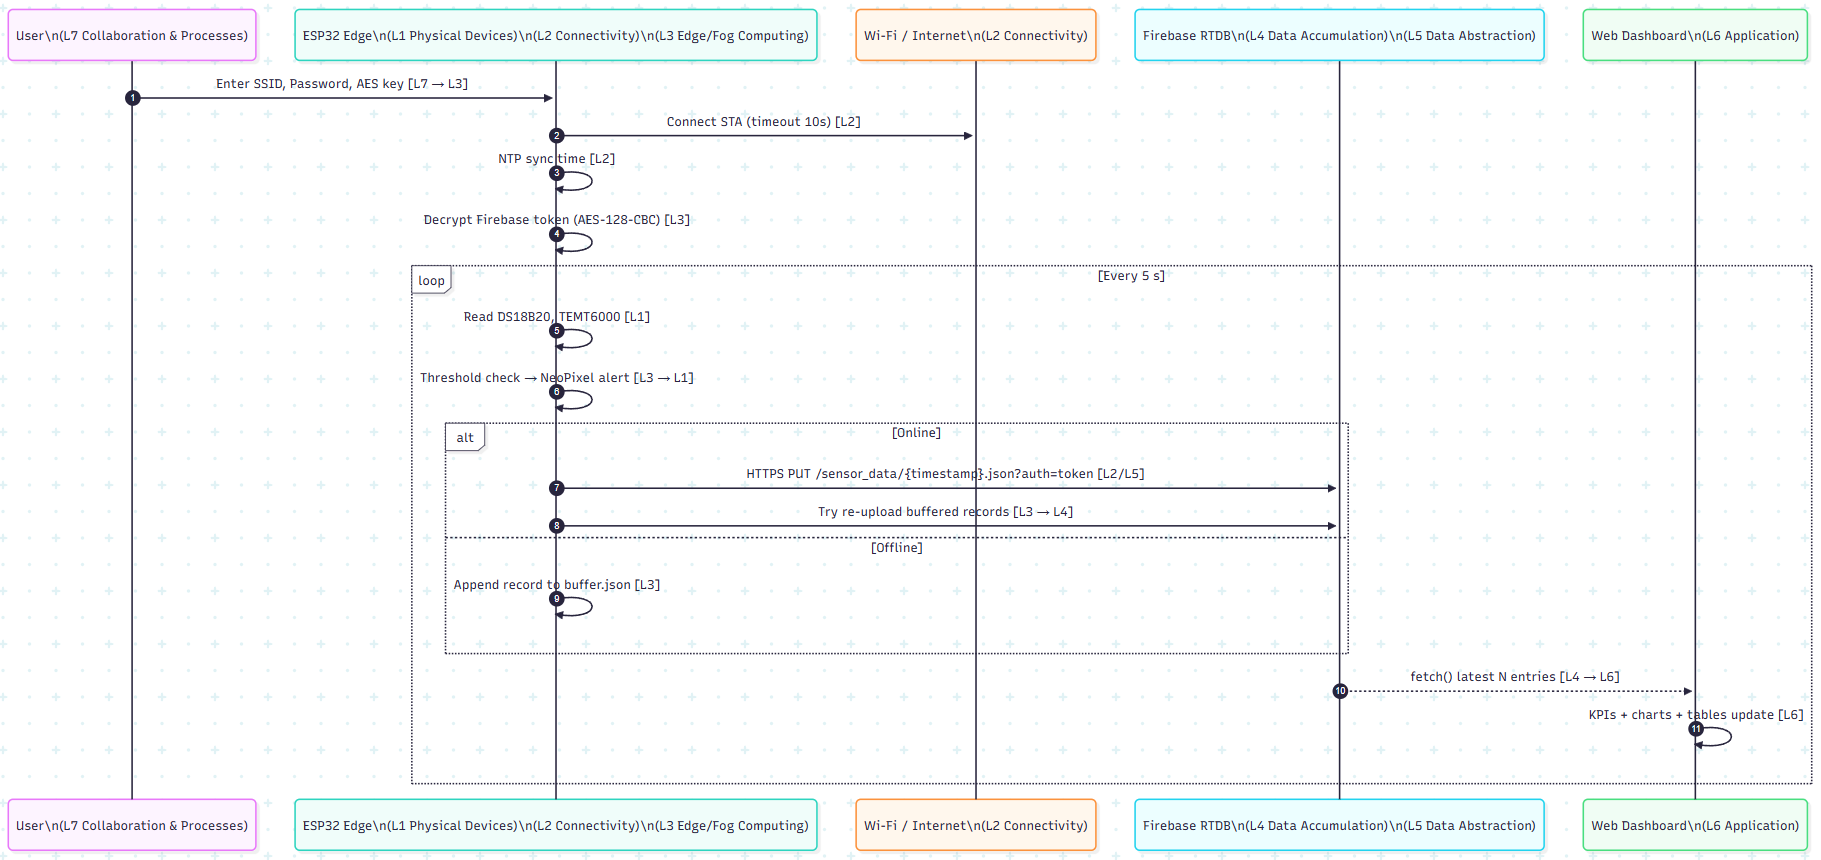 User\n(L7 Collaboration & Processes)
ESP32 Edge\n(L1 Physical Devices)\n(L2 Connectivity)\n(L3 Edge/Fog Computing)
Wi-Fi / Internet\n(L2 Connectivity)
Firebase RTDB\n(L4 Data Accumulation)\n(L5 Data Abstraction)
Web Dashboard\n(L6 Application)
Enter SSID, Password, AES key [L7 → L3]
1
Connect STA (timeout 10s) [L2]
2
NTP sync time [L2]
3
Decrypt Firebase token (AES-128-CBC) [L3]
4
loop
[Every 5 s]
Read DS18B20, TEMT6000 [L1]
5
Threshold check → NeoPixel alert [L3 → L1]
6
alt
[Online]
HTTPS PUT /sensor_data/{timestamp}.json?auth=token [L2/L5]
7
Try re-upload buffered records [L3 → L4]
8
[Offline]
Append record to buffer.json [L3]
9
fetch() latest N entries [L4 → L6]
10
KPIs + charts + tables update [L6]
11
User\n(L7 Collaboration & Processes)
ESP32 Edge\n(L1 Physical Devices)\n(L2 Connectivity)\n(L3 Edge/Fog Computing)
Wi-Fi / Internet\n(L2 Connectivity)
Firebase RTDB\n(L4 Data Accumulation)\n(L5 Data Abstraction)
Web Dashboard\n(L6 Application)